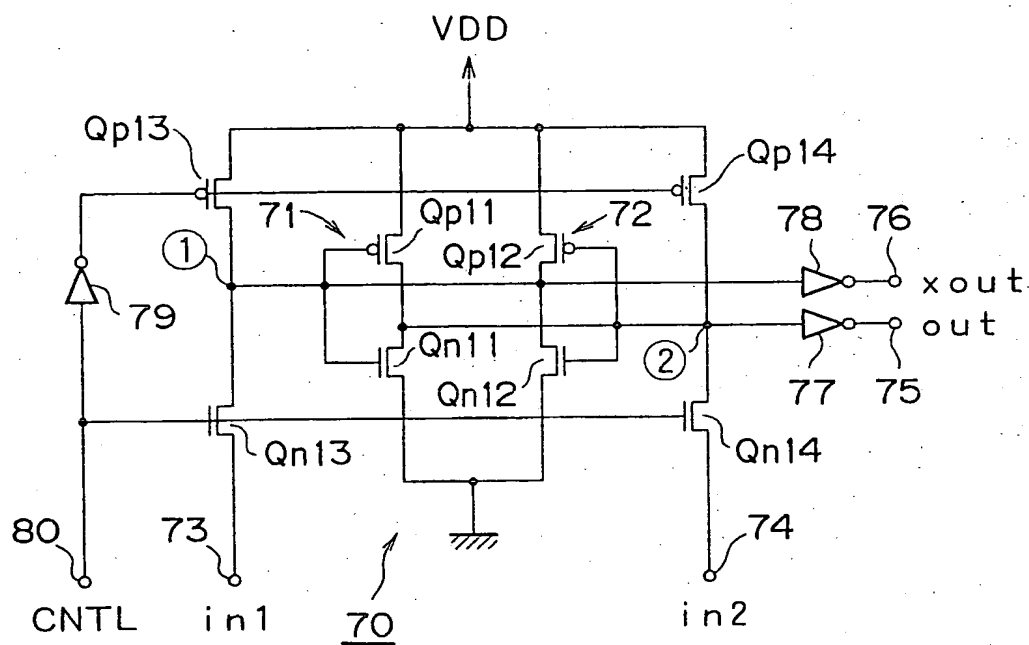 VDD
Qp13
Qp14
71
Qp11
72
Qp12
78
76
1
xout
79
out
2
77
75
Qn11
Qn12
Qn13
Qn14
80
73
74
CNTL
in1
70
in2